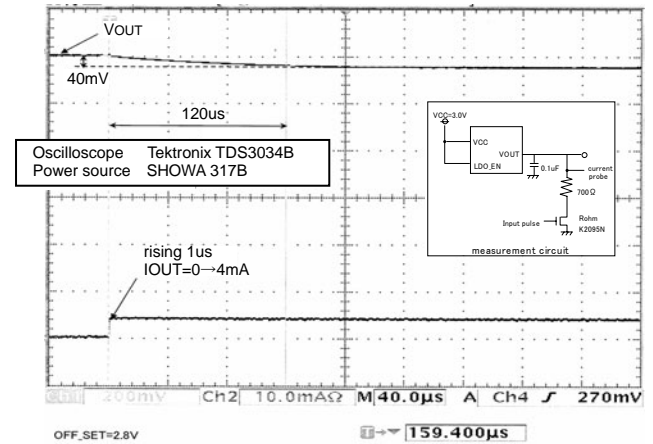 VOUT
40mV
120us
Oscilloscope Tektronix TDS3034B
Power source SHOWA 317B
VCC=3.0V
VCC
VOUT
LDO_EN
0.1uF
current
probe
700Ω
Input pulse
Rohm
K2095N
measurement circuit
rising 1us
IOUT=0→4mA
200mV Ch2 10.0mAΩ M 40.0µs A Ch4 270mV
OFF_SET=2.8V
159.400µs